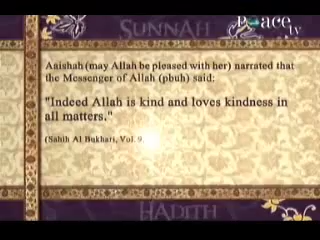 SUNNAH
Peace tv
Aaishah (may Allah be pleased with her) narrated that
the Messenger of Allah (pbuh) said:
"Indeed Allah is kind and loves kindness in
all matters."
(Sahih Al Bukhari, Vol. 9,
HADITH